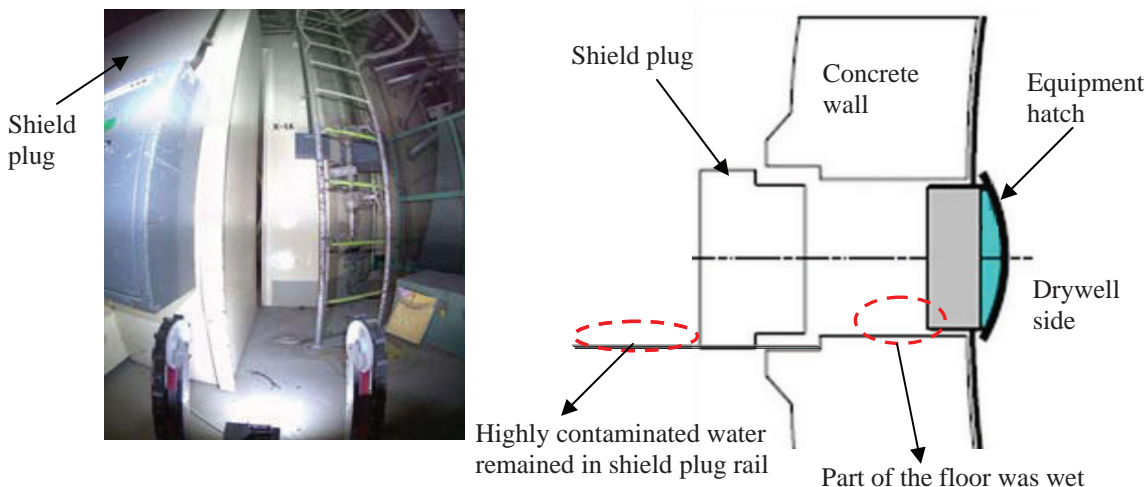 Shield
plug
Shield plug
Concrete
wall
Equipment
hatch
Drywell
side
Highly contaminated water
remained in shield plug rail
Part of the floor was wet